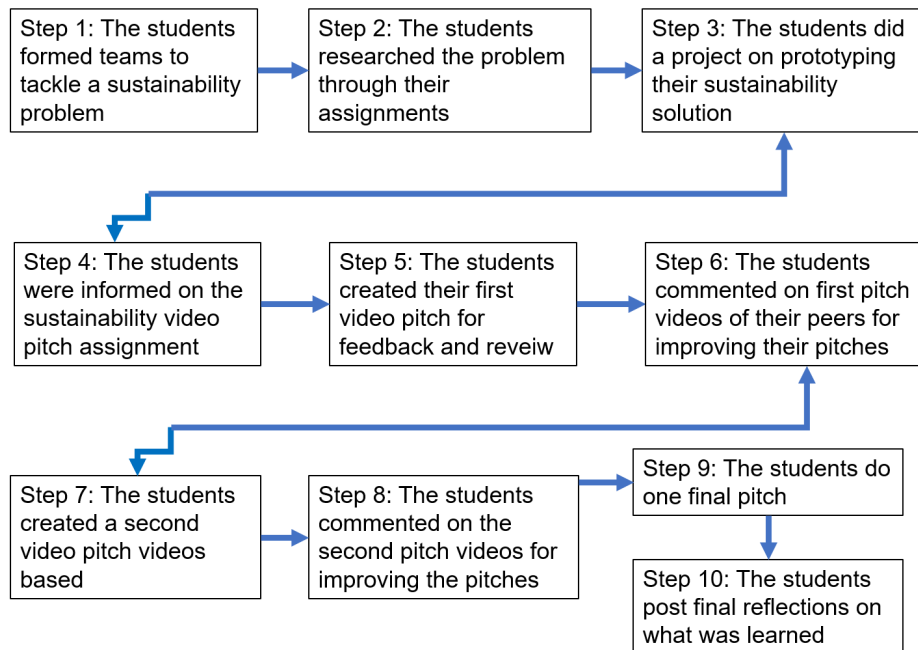 Step 1: The students
formed teams to
tackle a sustainability
problem
Step 2: The students
researched the problem
through their
assignments
Step 3: The students did
a project on prototyping
their sustainability
solution
Step 4: The students
were informed on the
sustainability video
pitch assignment
Step 5: The students
created their first
video pitch for
feedback and reveiw
Step 6: The students
commented on first pitch
videos of their peers for
improving their pitches
Step 7: The students
created a second
video pitch videos
based
Step 8: The students
commented on the
second pitch videos for
improving the pitches
Step 9: The students do
one final pitch
Step 10: The students
post final reflections on
what was learned